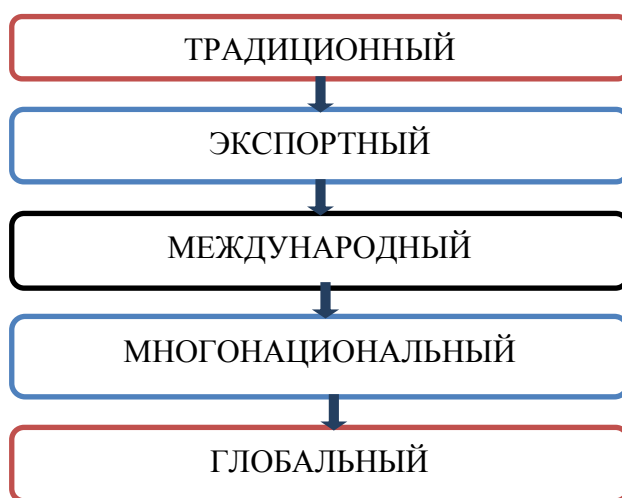 ТРАДИЦИОННЫЙ
ЭКСПОРТНЫЙ
МЕЖДУНАРОДНЫЙ
МНОГОНАЦИОНАЛЬНЫЙ
ГЛОБАЛЬНЫЙ